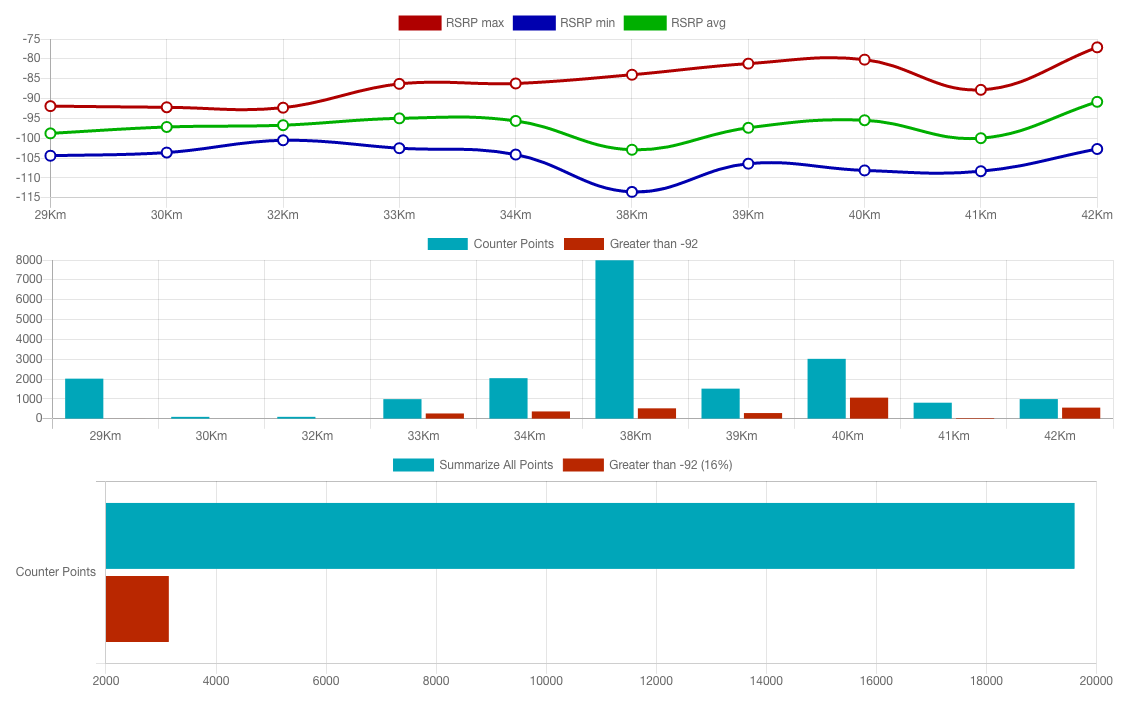 RSRP max RSRP min RSRP avg
-75
-80
-85
-90
-95
-100
-105
-110
-115
29Km 30Km 32Km 33Km 34Km 38Km 39Km 40Km 41Km 42Km
Counter Points Greater than -92
8000
7000
6000
5000
4000
3000
2000
1000
0
29Km 30Km 32Km 33Km 34Km 38Km 39Km 40Km 41Km 42Km
Summarize All Points Greater than -92 (16%)
Counter Points
2000 4000 6000 8000 10000 12000 14000 16000 18000 20000